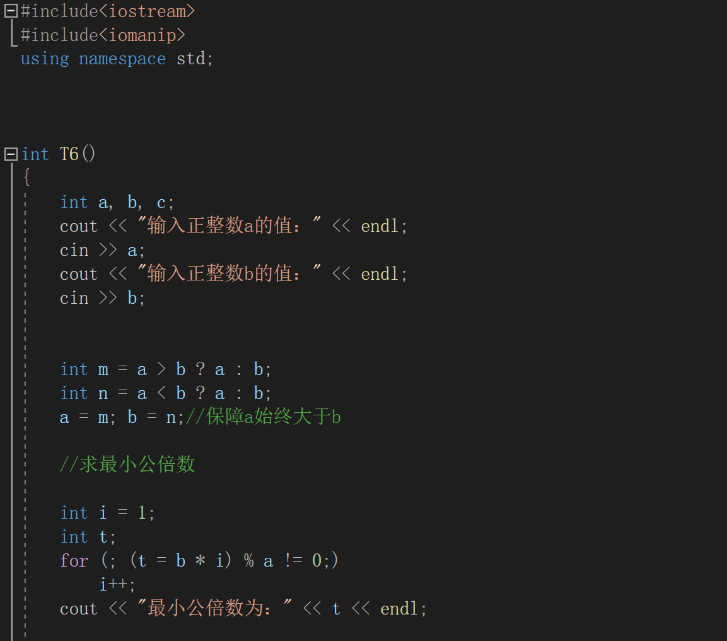 #include<iostream>
#include<iomanip>
using namespace std;
int T6()
{
int a, b, c;
cout << "输入正整数a的值：" << endl;
cin >> a;
cout << "输入正整数b的值：" << endl;
cin >> b;
int m = a > b ? a : b;
int n = a < b ? a : b;
a = m; b = n;//保障a始终大于b
//求最小公倍数
int i = 1;
int t;
for (; (t = b * i) % a != 0;)
i++;
cout << "最小公倍数为：" << t << endl;